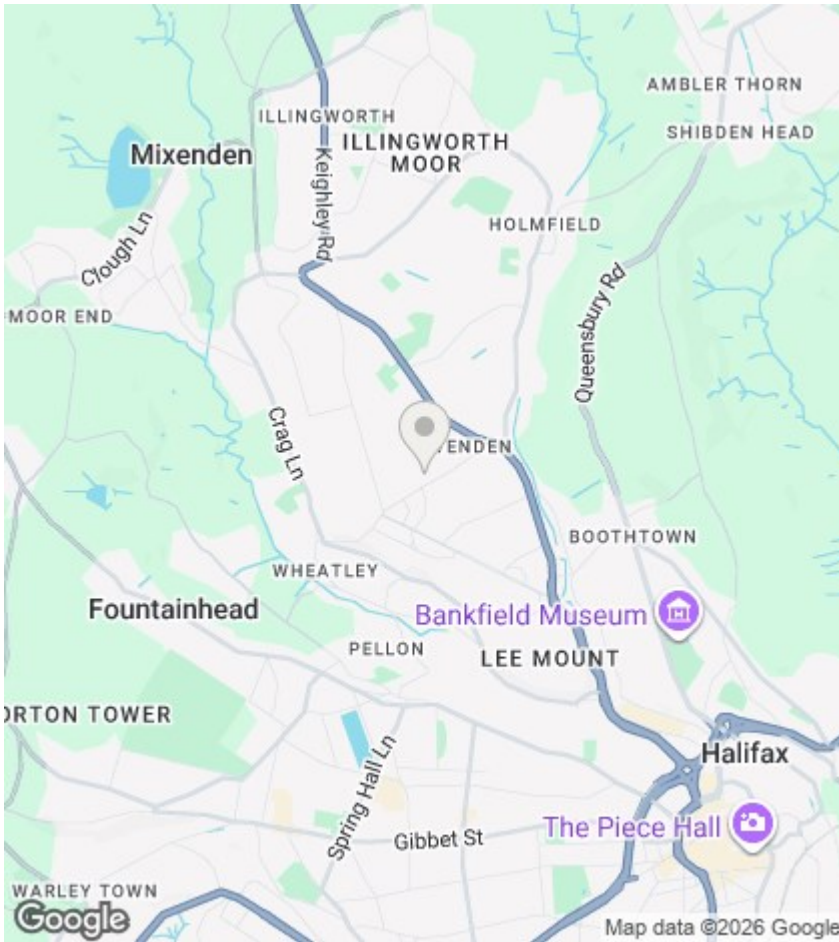 AMBLER THORN
ILLINGWORTH
SHIBDEN HEAD
ILLINGWORTH
MOOR
Mixenden
Keighley Rd
HOLMFIELD
Clough Ln
Queensbury Rd
MOOR END
Crag Ln
TENDEN
BOOTHTOWN
WHEATLEY
Fountainhead
Bankfield Museum
PELLON
LEE MOUNT
ORTON TOWER
Spring Hall Ln
Halifax
The Piece Hall
Gibbet St
WARLEY TOWN
Google
Map data ©2026 Google